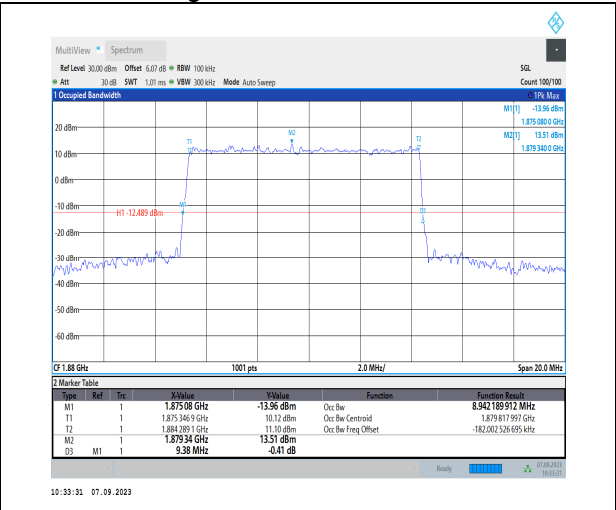 MultiView * Spectrum
Ref Level 30.00 dBm Offset 6.07 dB RBW 100 kHz SGL
Att 30 dB SWT 1.01 ms VBW 300 kHz Mode Auto Sweep Count 100/100
1 Occupied Bandwidth 1Pk Max
M1[1] -13.96 dBm
1.875 080 0 GHz
M2[1] 13.51 dBm
1.879 340 0 GHz
20 dBm
M2
T1
T2
10 dBm
0 dBm
-10 dBm
M1
H1 -12.489 dBm
D3
-20 dBm
-30 dBm
-40 dBm
-50 dBm
-60 dBm
CF 1.88 GHz 1001 pts 2.0 MHz/ Span 20.0 MHz
2 Marker Table
Type Ref Trc X-Value Y-Value Function Function Result
M1 1 1.87508 GHz -13.96 dBm Occ Bw 8.942 189 912 MHz
T1 1 1.875 346 9 GHz 10.12 dBm Occ Bw Centroid 1.879 817 997 GHz
T2 1 1.884 289 1 GHz 11.10 dBm Occ Bw Freq Offset -182.002 526 695 kHz
M2 1 1.87934 GHz 13.51 dBm
D3 M1 1 9.38 MHz -0.41 dB
Ready 07.09.2023
10:33:31
10:33:31 07.09.2023